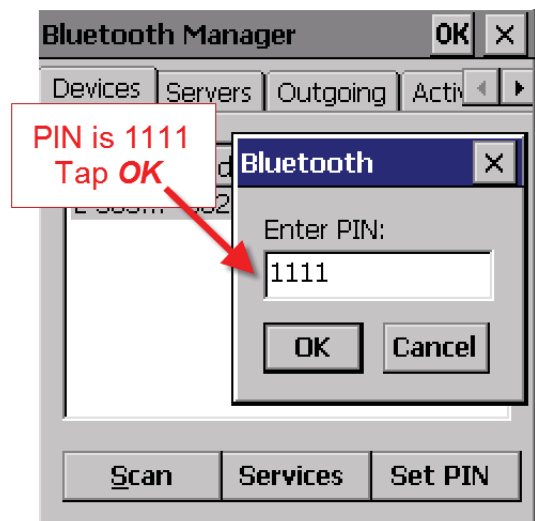 Bluetooth Manager OK
Devices Servers Outgoing
PIN is 1111
Tap OK
Bluetooth
Enter PIN:
1111
OK Cancel
Scan Services Set PIN